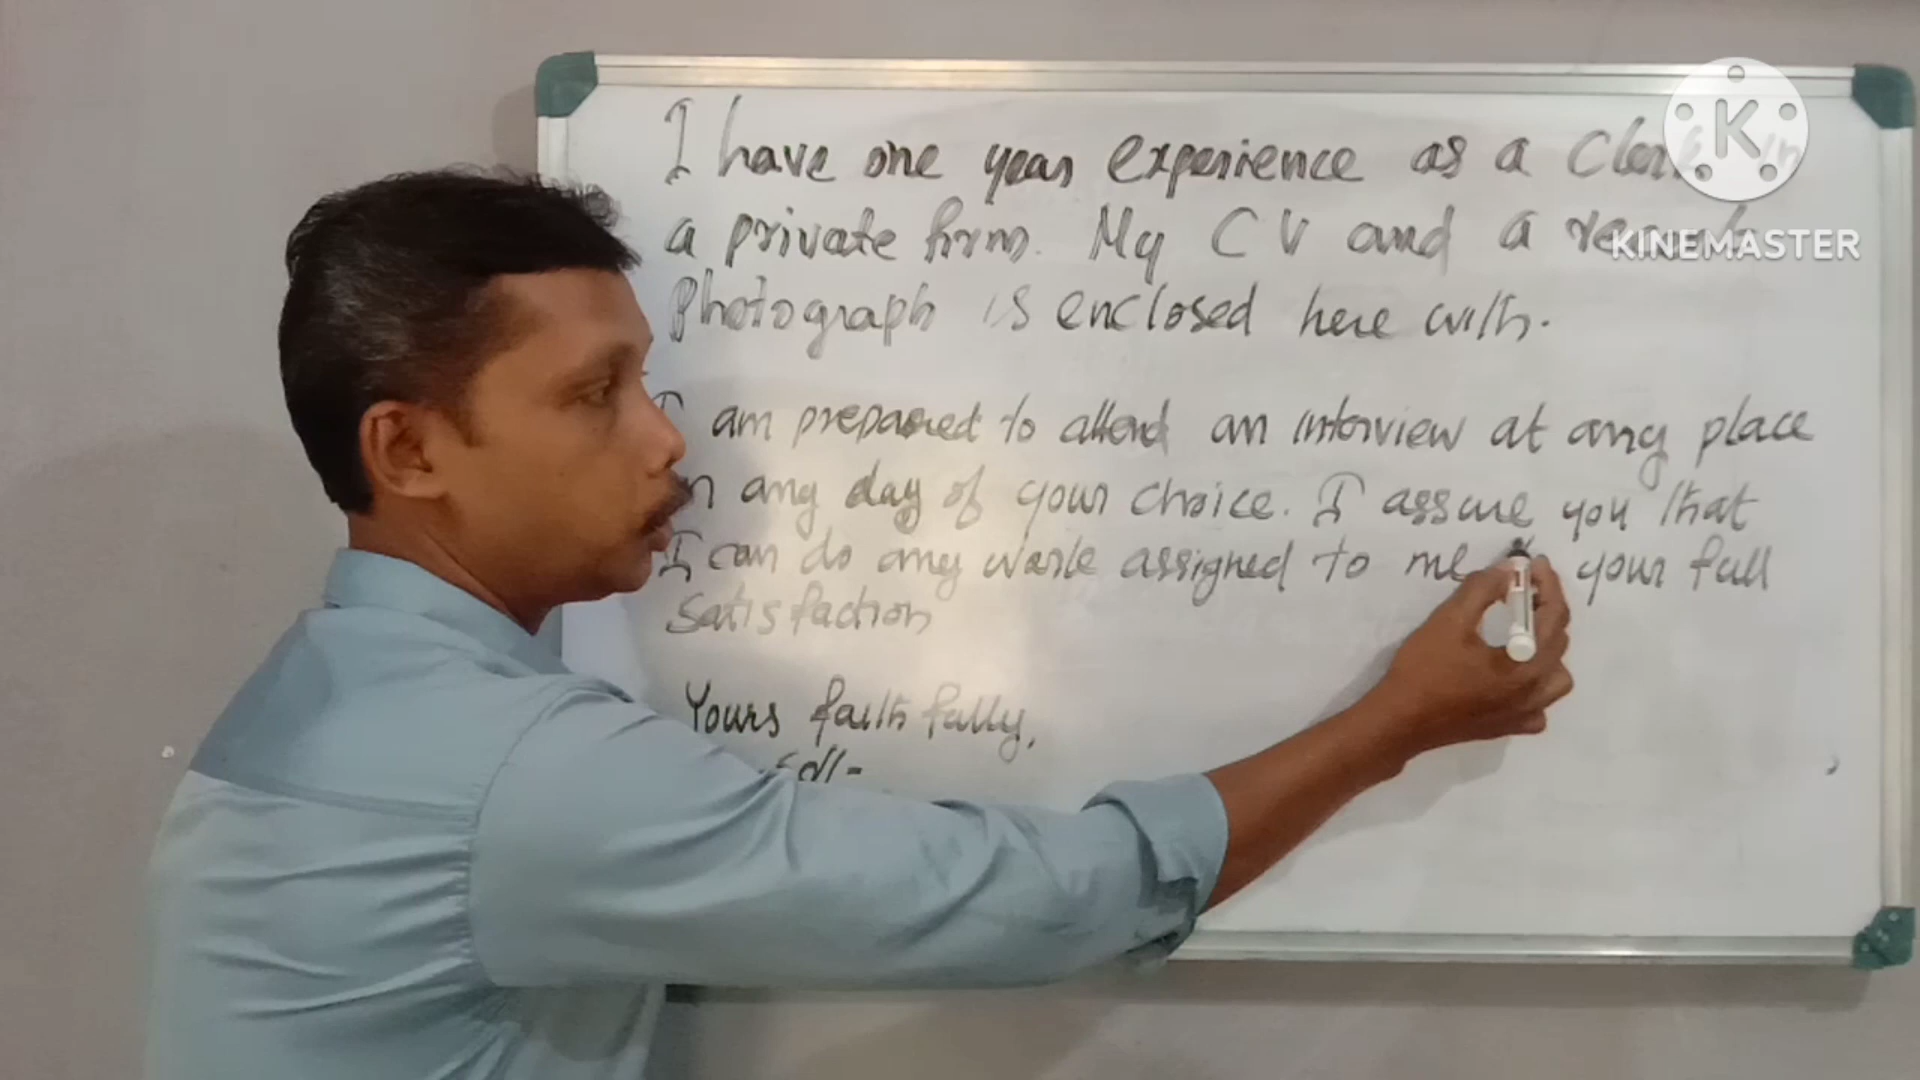 I have one year experience as a Clerk in
a private firm. My CV and a recent
Photograph is enclosed here with.
I am prepared to attend an interview at any place
any day of your choice. I assure you that
I can do any work assigned to me your full
Satisfaction
Yours faithfully,
sd/-
K
KINEMASTER